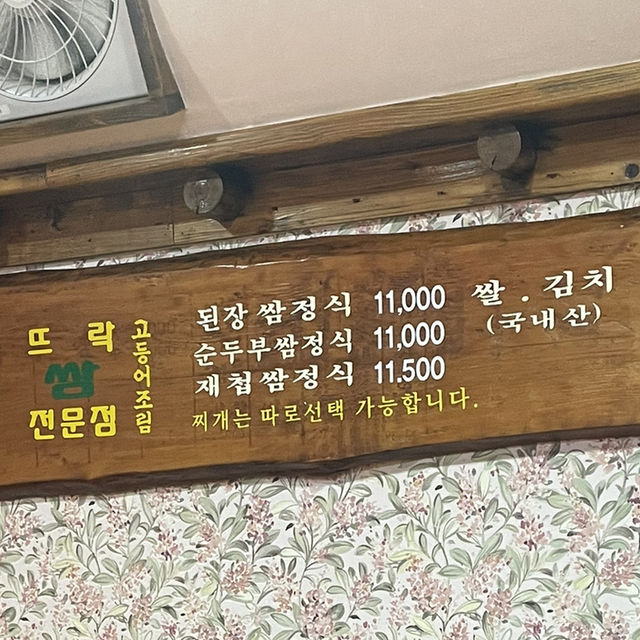 뜨락
쌈
전문점
고등어조림
된장쌈정식 11,000
순두부쌈정식 11,000
재첩쌈정식 11.500
찌개는 따로선택 가능합니다.
쌀 . 김치
(국내산)